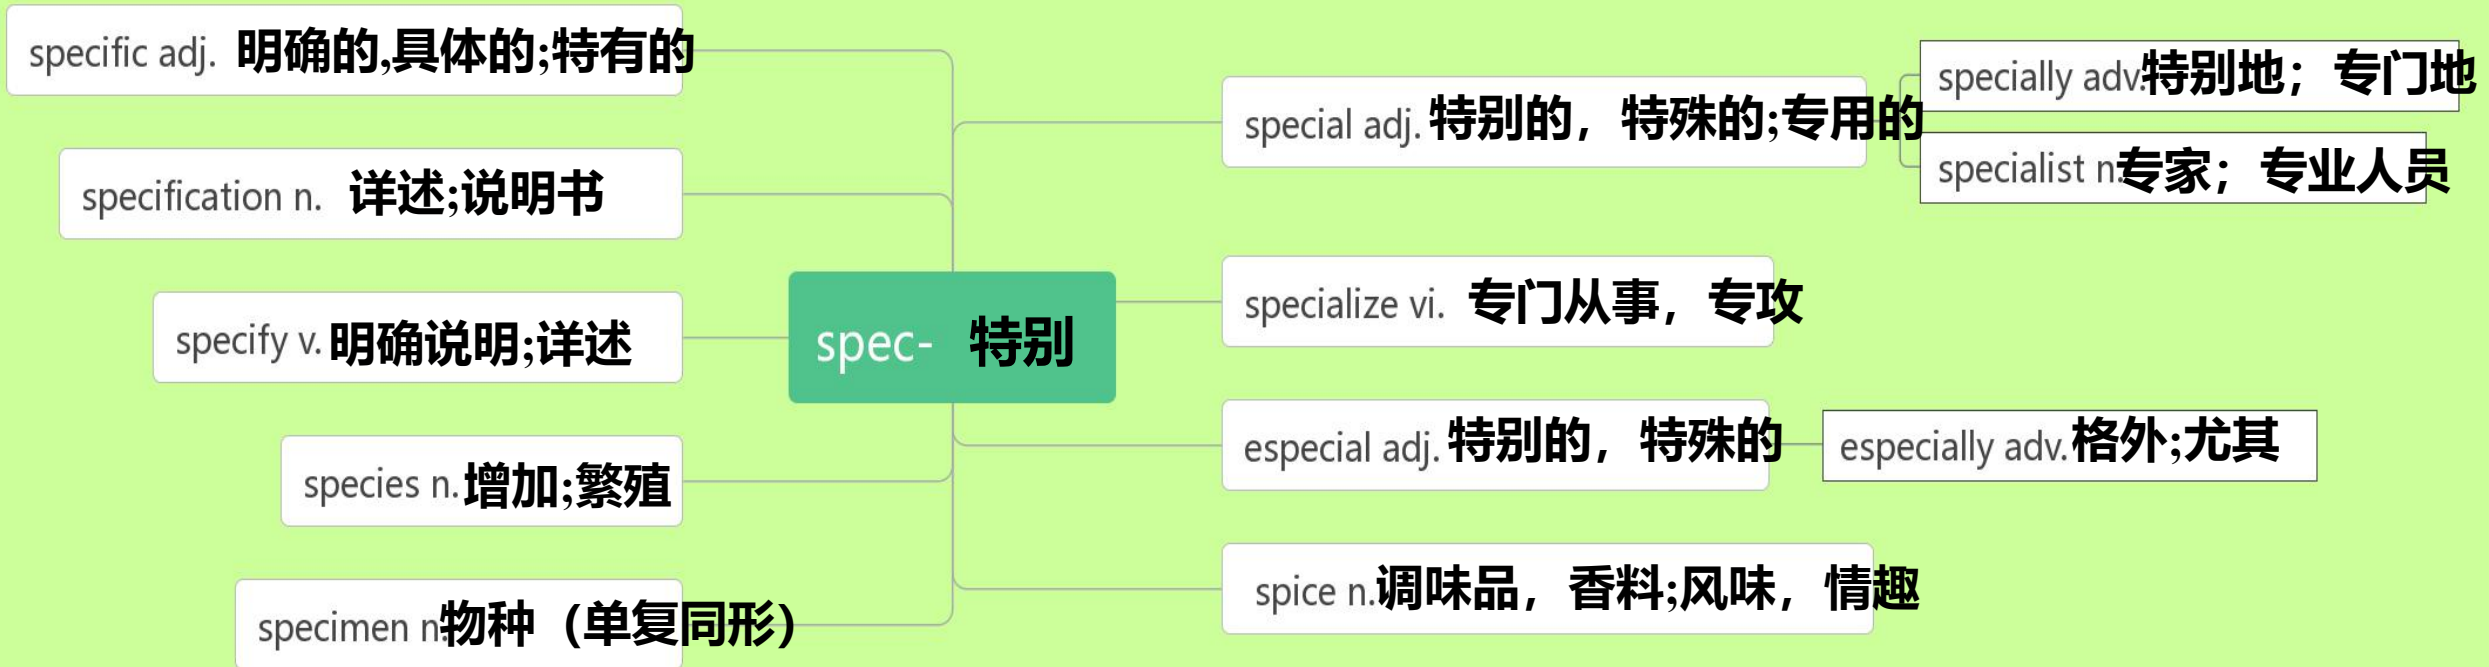 specific adj. 明确的,具体的;特有的
specification n. 详述;说明书
specify v. 明确说明;详述
species n. 增加;繁殖
specimen n. 物种（单复同形）
spec- 特别
special adj. 特别的，特殊的;专用的
specially adv. 特别地；专门地
specialist n. 专家；专业人员
specialize vi. 专门从事，专攻
especial adj. 特别的，特殊的
especially adv. 格外;尤其
spice n. 调味品，香料;风味，情趣